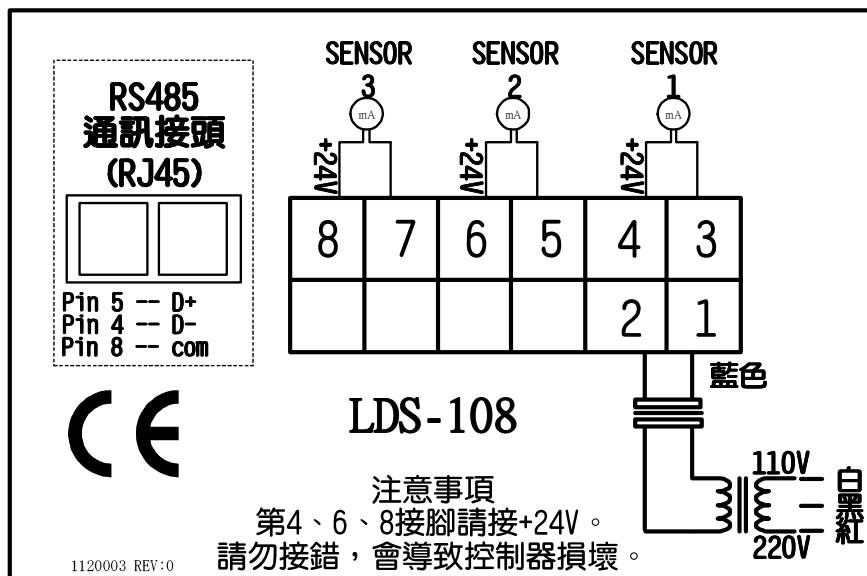 RS485
通訊接頭
(RJ45)
Pin 5 -- D+
Pin 4 -- D-
Pin 8 -- com
SENSOR
3
mA
+24V
SENSOR
2
mA
+24V
SENSOR
1
mA
+24V
8 7 6 5 4 3
2 1
藍色
CE
LDS-108
110V
220V
白
黑
紅
注意事項
第4、6、8接腳請接+24V。
請勿接錯，會導致控制器損壞。
1120003 REV:0